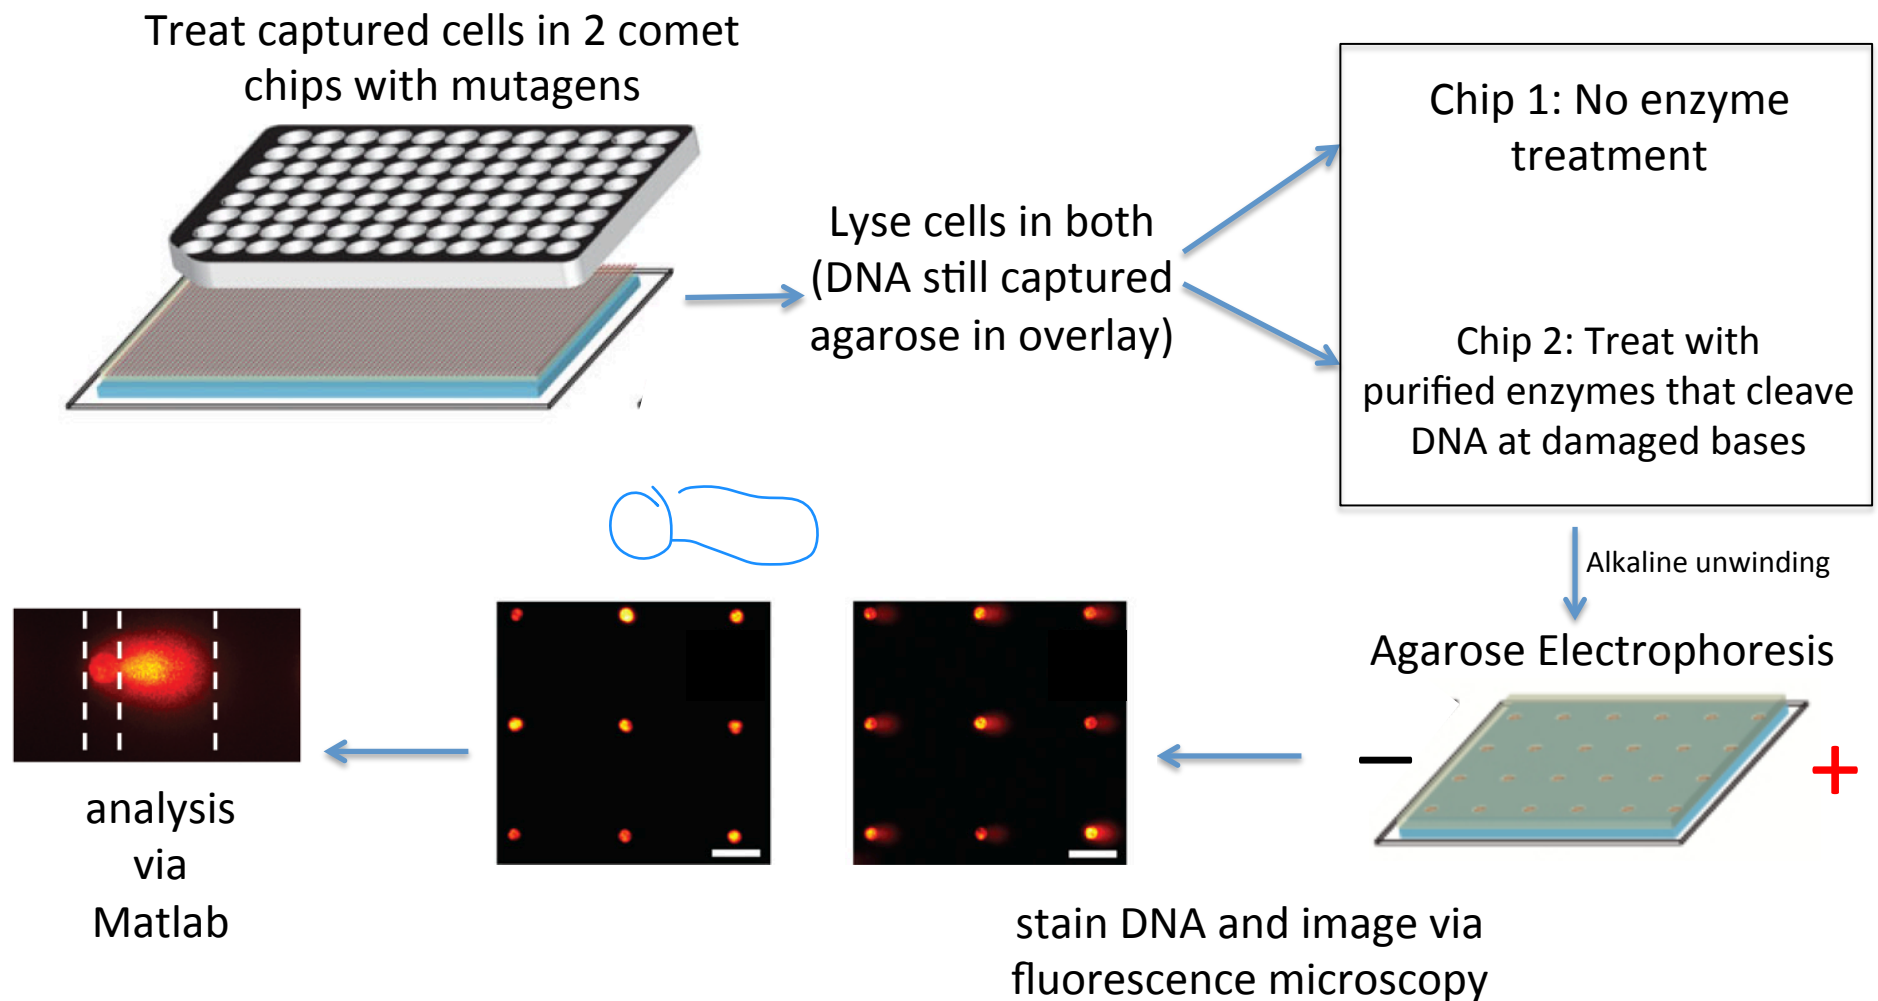 Treat captured cells in 2 comet
chips with mutagens
Lyse cells in both
(DNA still captured
agarose in overlay)
Chip 1: No enzyme
treatment
Chip 2: Treat with
purified enzymes that cleave
DNA at damaged bases
Alkaline unwinding
Agarose Electrophoresis
− +
stain DNA and image via
fluorescence microscopy
analysis
via
Matlab